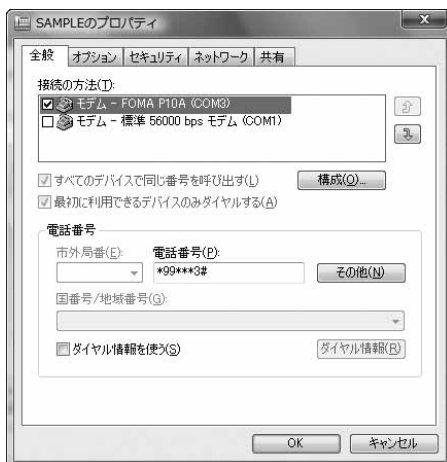 SAMPLEのプロパティ
全般 オプション セキュリティ ネットワーク 共有
接続の方法(T):
モデム - FOMA P10A (COM3)
モデム - 標準 56000 bps モデム (COM1)
すべてのデバイスで同じ番号を呼び出す(L) 構成(O)...
最初に利用できるデバイスのみダイヤルする(A)
電話番号
市外局番(E): 電話番号(P):
*99***3# その他(N)
国番号/地域番号(G):
ダイヤル情報を使う(S) ダイヤル情報(R)
OK キャンセル